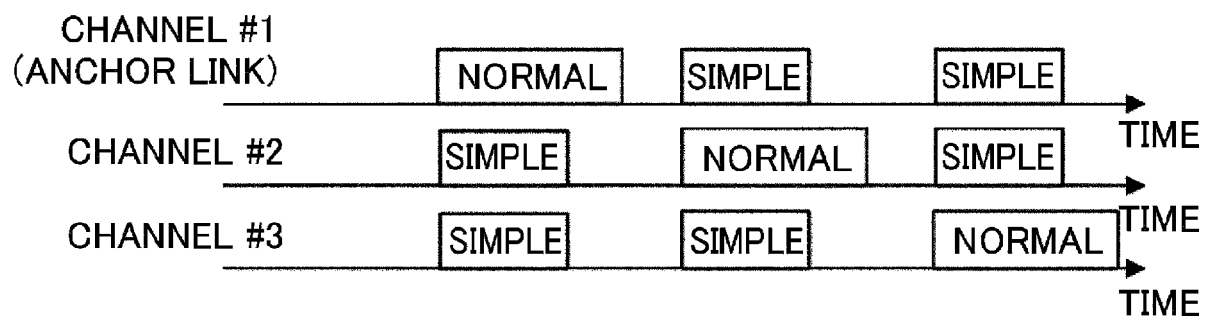 CHANNEL #1
(ANCHOR LINK)
NORMAL SIMPLE SIMPLE
TIME
CHANNEL #2
SIMPLE NORMAL SIMPLE
TIME
CHANNEL #3
SIMPLE SIMPLE NORMAL
TIME